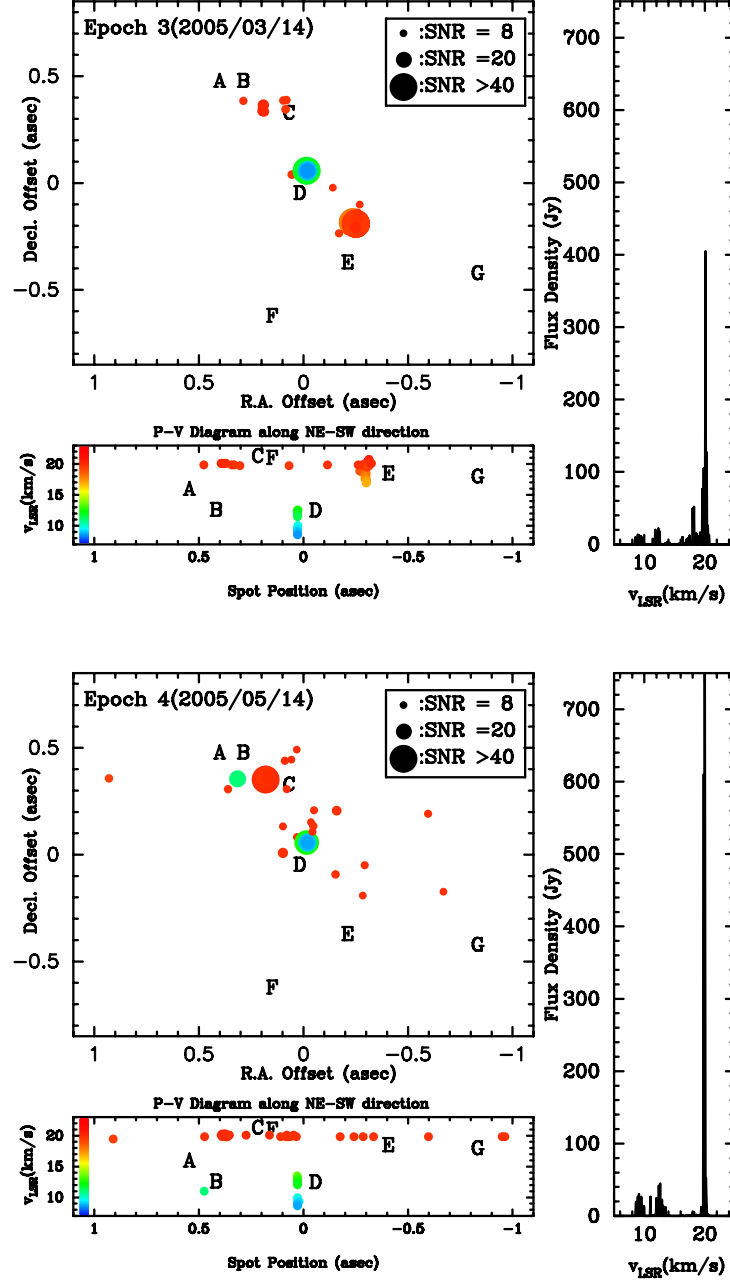 Epoch 3(2005/03/14)
:SNR = 8
:SNR =20
:SNR >40
A B
C
D
E
F
G
0.5
0
−0.5
Decl. Offset (asec)
1 0.5 0 −0.5 −1
R.A. Offset (asec)
P-V Diagram along NE-SW direction
20
15
10
vLSR(km/s)
A
B
C F
D
E
G
1 0.5 0 −0.5 −1
Spot Position (asec)
700
600
500
400
300
200
100
0
Flux Density (Jy)
10 20
vLSR(km/s)
Epoch 4(2005/05/14)
:SNR = 8
:SNR =20
:SNR >40
A B
C
D
E
F
G
0.5
0
−0.5
Decl. Offset (asec)
1 0.5 0 −0.5 −1
R.A. Offset (asec)
P-V Diagram along NE-SW direction
20
15
10
vLSR(km/s)
A
B
C F
D
E
G
1 0.5 0 −0.5 −1
Spot Position (asec)
700
600
500
400
300
200
100
0
Flux Density (Jy)
10 20
vLSR(km/s)